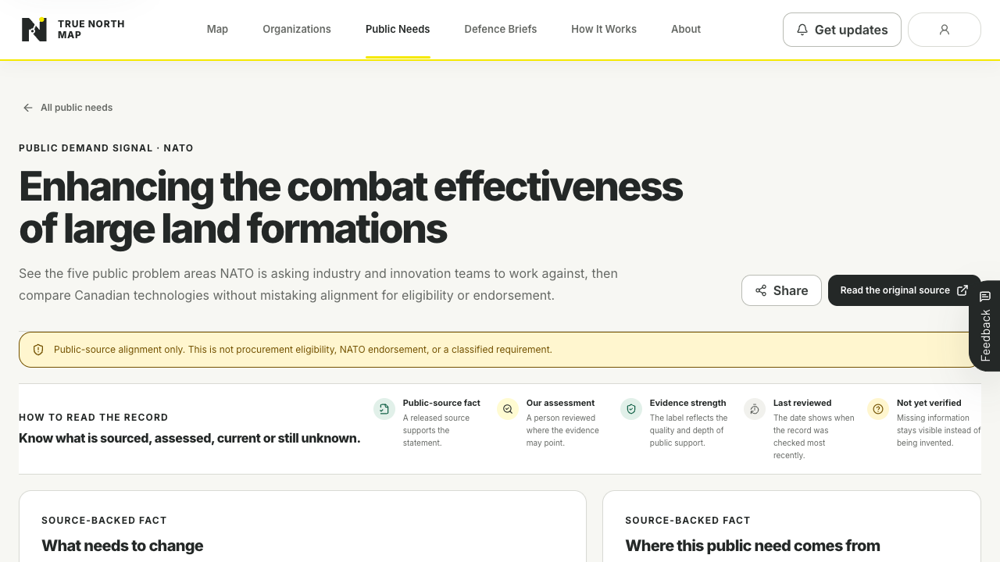 TRUE NORTH
MAP
Map
Organizations
Public Needs
Defence Briefs
How It Works
About
Get updates
All public needs
PUBLIC DEMAND SIGNAL · NATO
Enhancing the combat effectiveness
of large land formations
See the five public problem areas NATO is asking industry and innovation teams to work against, then
compare Canadian technologies without mistaking alignment for eligibility or endorsement.
Share
Read the original source
Feedback
Public-source alignment only. This is not procurement eligibility, NATO endorsement, or a classified requirement.
HOW TO READ THE RECORD
Know what is sourced, assessed, current or still unknown.
Public-source fact
A released source
supports the
statement.
Our assessment
A person reviewed
where the evidence
may point.
Evidence strength
The label reflects the
quality and depth of
public support.
Last reviewed
The date shows when
the record was
checked most
recently.
Not yet verified
Missing information
stays visible instead of
being invented.
SOURCE-BACKED FACT
What needs to change
SOURCE-BACKED FACT
Where this public need comes from